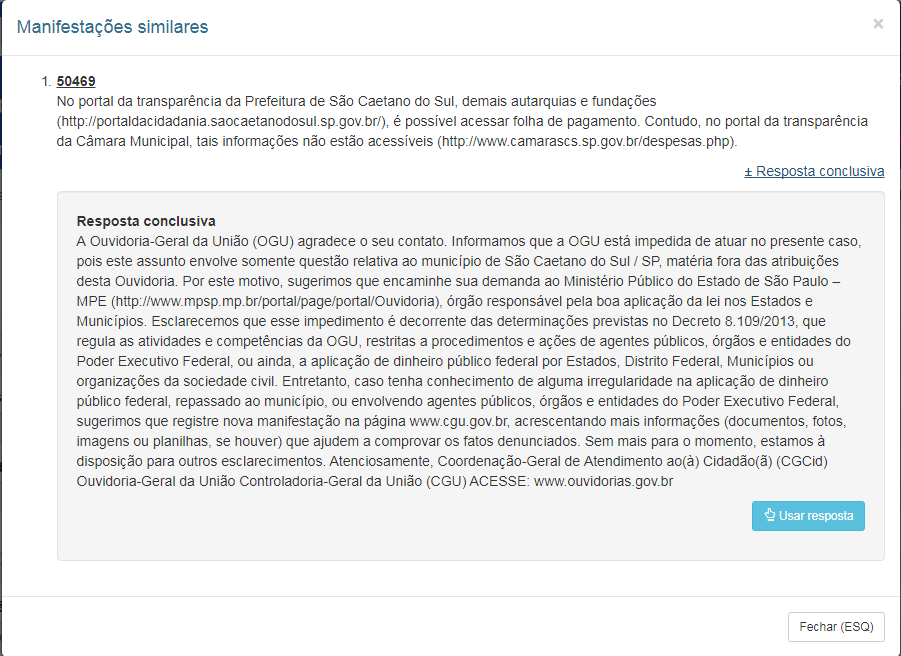 Manifestações similares
×
1. 50469
No portal da transparência da Prefeitura de São Caetano do Sul, demais autarquias e fundações
(http://portaldacidadania.saocaetanodosul.sp.gov.br/), é possível acessar folha de pagamento. Contudo, no portal da transparência
da Câmara Municipal, tais informações não estão acessíveis (http://www.camarascs.sp.gov.br/despesas.php).
± Resposta conclusiva
Resposta conclusiva
A Ouvidoria-Geral da União (OGU) agradece o seu contato. Informamos que a OGU está impedida de atuar no presente caso,
pois este assunto envolve somente questão relativa ao município de São Caetano do Sul / SP, matéria fora das atribuições
desta Ouvidoria. Por este motivo, sugerimos que encaminhe sua demanda ao Ministério Público do Estado de São Paulo –
MPE (http://www.mpsp.mp.br/portal/page/portal/Ouvidoria), órgão responsável pela boa aplicação da lei nos Estados e
Municípios. Esclarecemos que esse impedimento é decorrente das determinações previstas no Decreto 8.109/2013, que
regula as atividades e competências da OGU, restritas a procedimentos e ações de agentes públicos, órgãos e entidades do
Poder Executivo Federal, ou ainda, a aplicação de dinheiro público federal por Estados, Distrito Federal, Municípios ou
organizações da sociedade civil. Entretanto, caso tenha conhecimento de alguma irregularidade na aplicação de dinheiro
público federal, repassado ao município, ou envolvendo agentes públicos, órgãos e entidades do Poder Executivo Federal,
sugerimos que registre nova manifestação na página www.cgu.gov.br, acrescentando mais informações (documentos, fotos,
imagens ou planilhas, se houver) que ajudem a comprovar os fatos denunciados. Sem mais para o momento, estamos à
disposição para outros esclarecimentos. Atenciosamente, Coordenação-Geral de Atendimento ao(à) Cidadão(ã) (CGCid)
Ouvidoria-Geral da União Controladoria-Geral da União (CGU) ACESSE: www.ouvidorias.gov.br
Usar resposta
Fechar (ESQ)